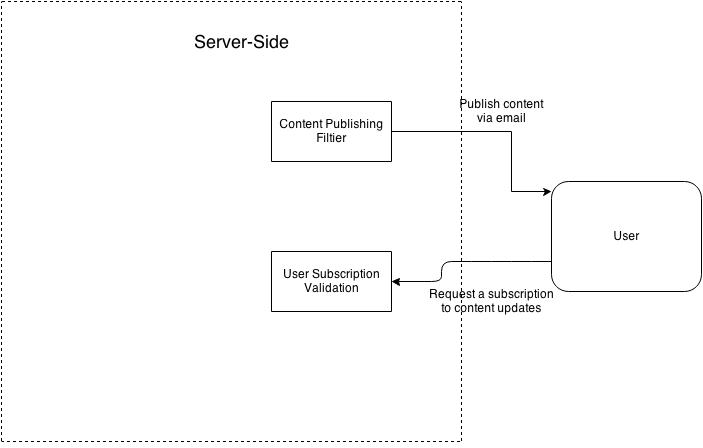 Server-Side
Publish content
via email
Content Publishing
Filtier
User
User Subscription
Validation
Request a subscription
to content updates